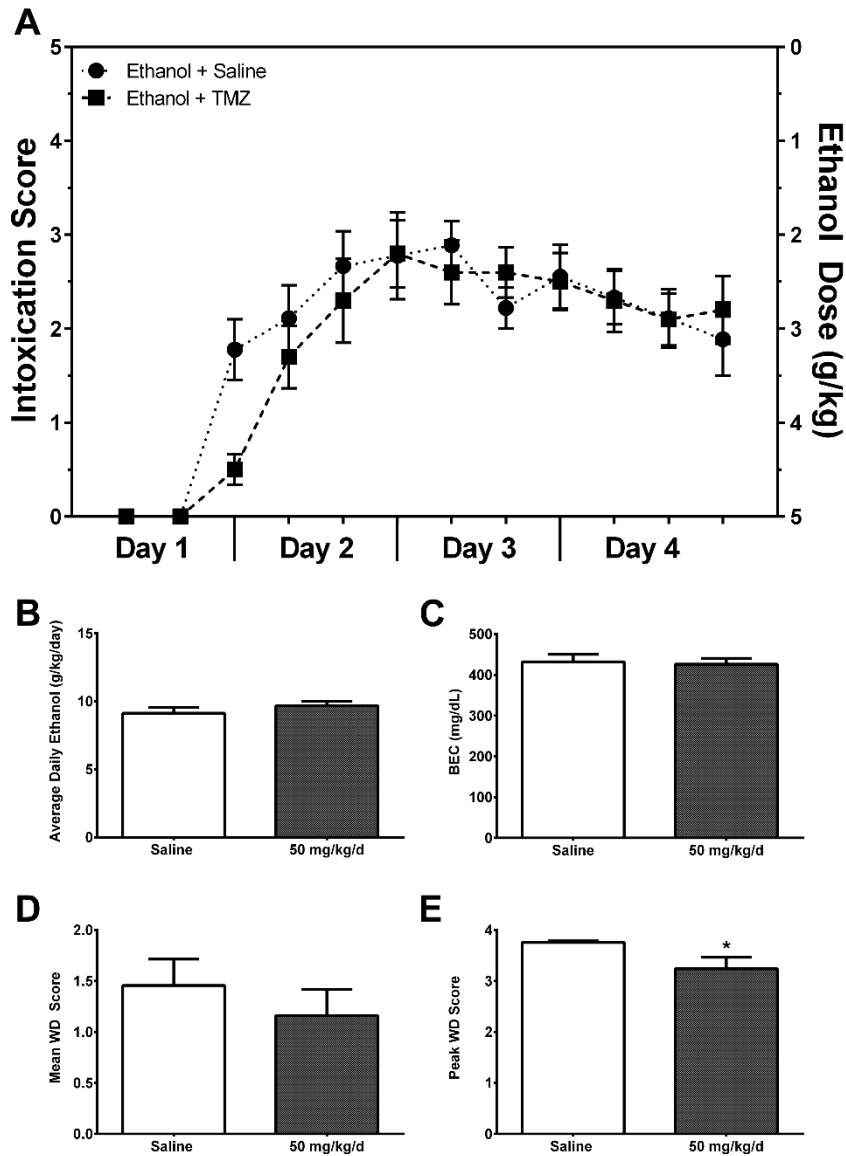 A
Intoxication Score
5
4
3
2
1
0
Ethanol + Saline
Ethanol + TMZ
0
1
2
3
4
5
Ethanol Dose (g/kg)
Day 1 Day 2 Day 3 Day 4
B
Average Daily Ethanol (g/kg/day)
15
10
5
0
Saline 50 mg/kg/d
C
BEC (mg/dL)
500
400
300
200
100
0
Saline 50 mg/kg/d
D
Mean WD Score
2.0
1.5
1.0
0.5
0.0
Saline 50 mg/kg/d
E
Peak WD Score
4
3
2
1
0
*
Saline 50 mg/kg/d